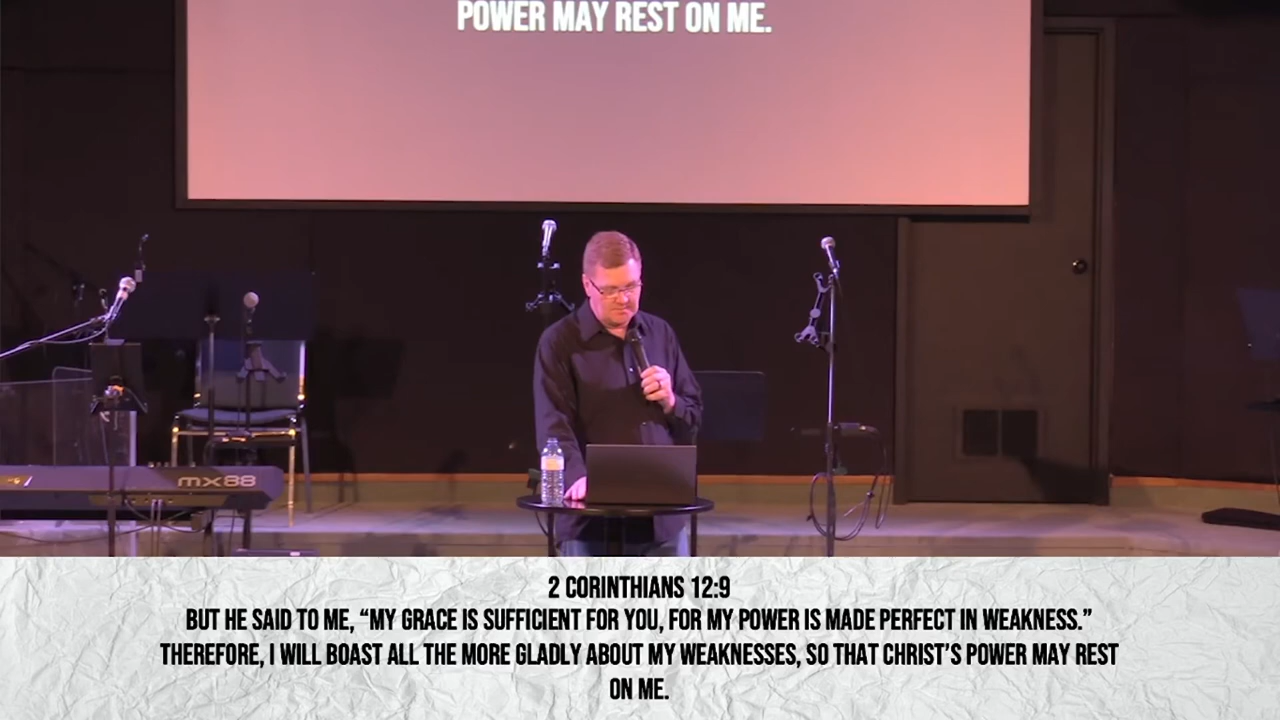 POWER MAY REST ON ME.
mx88
2 CORINTHIANS 12:9
BUT HE SAID TO ME, “MY GRACE IS SUFFICIENT FOR YOU, FOR MY POWER IS MADE PERFECT IN WEAKNESS.”
THEREFORE, I WILL BOAST ALL THE MORE GLADLY ABOUT MY WEAKNESSES, SO THAT CHRIST’S POWER MAY REST
ON ME.